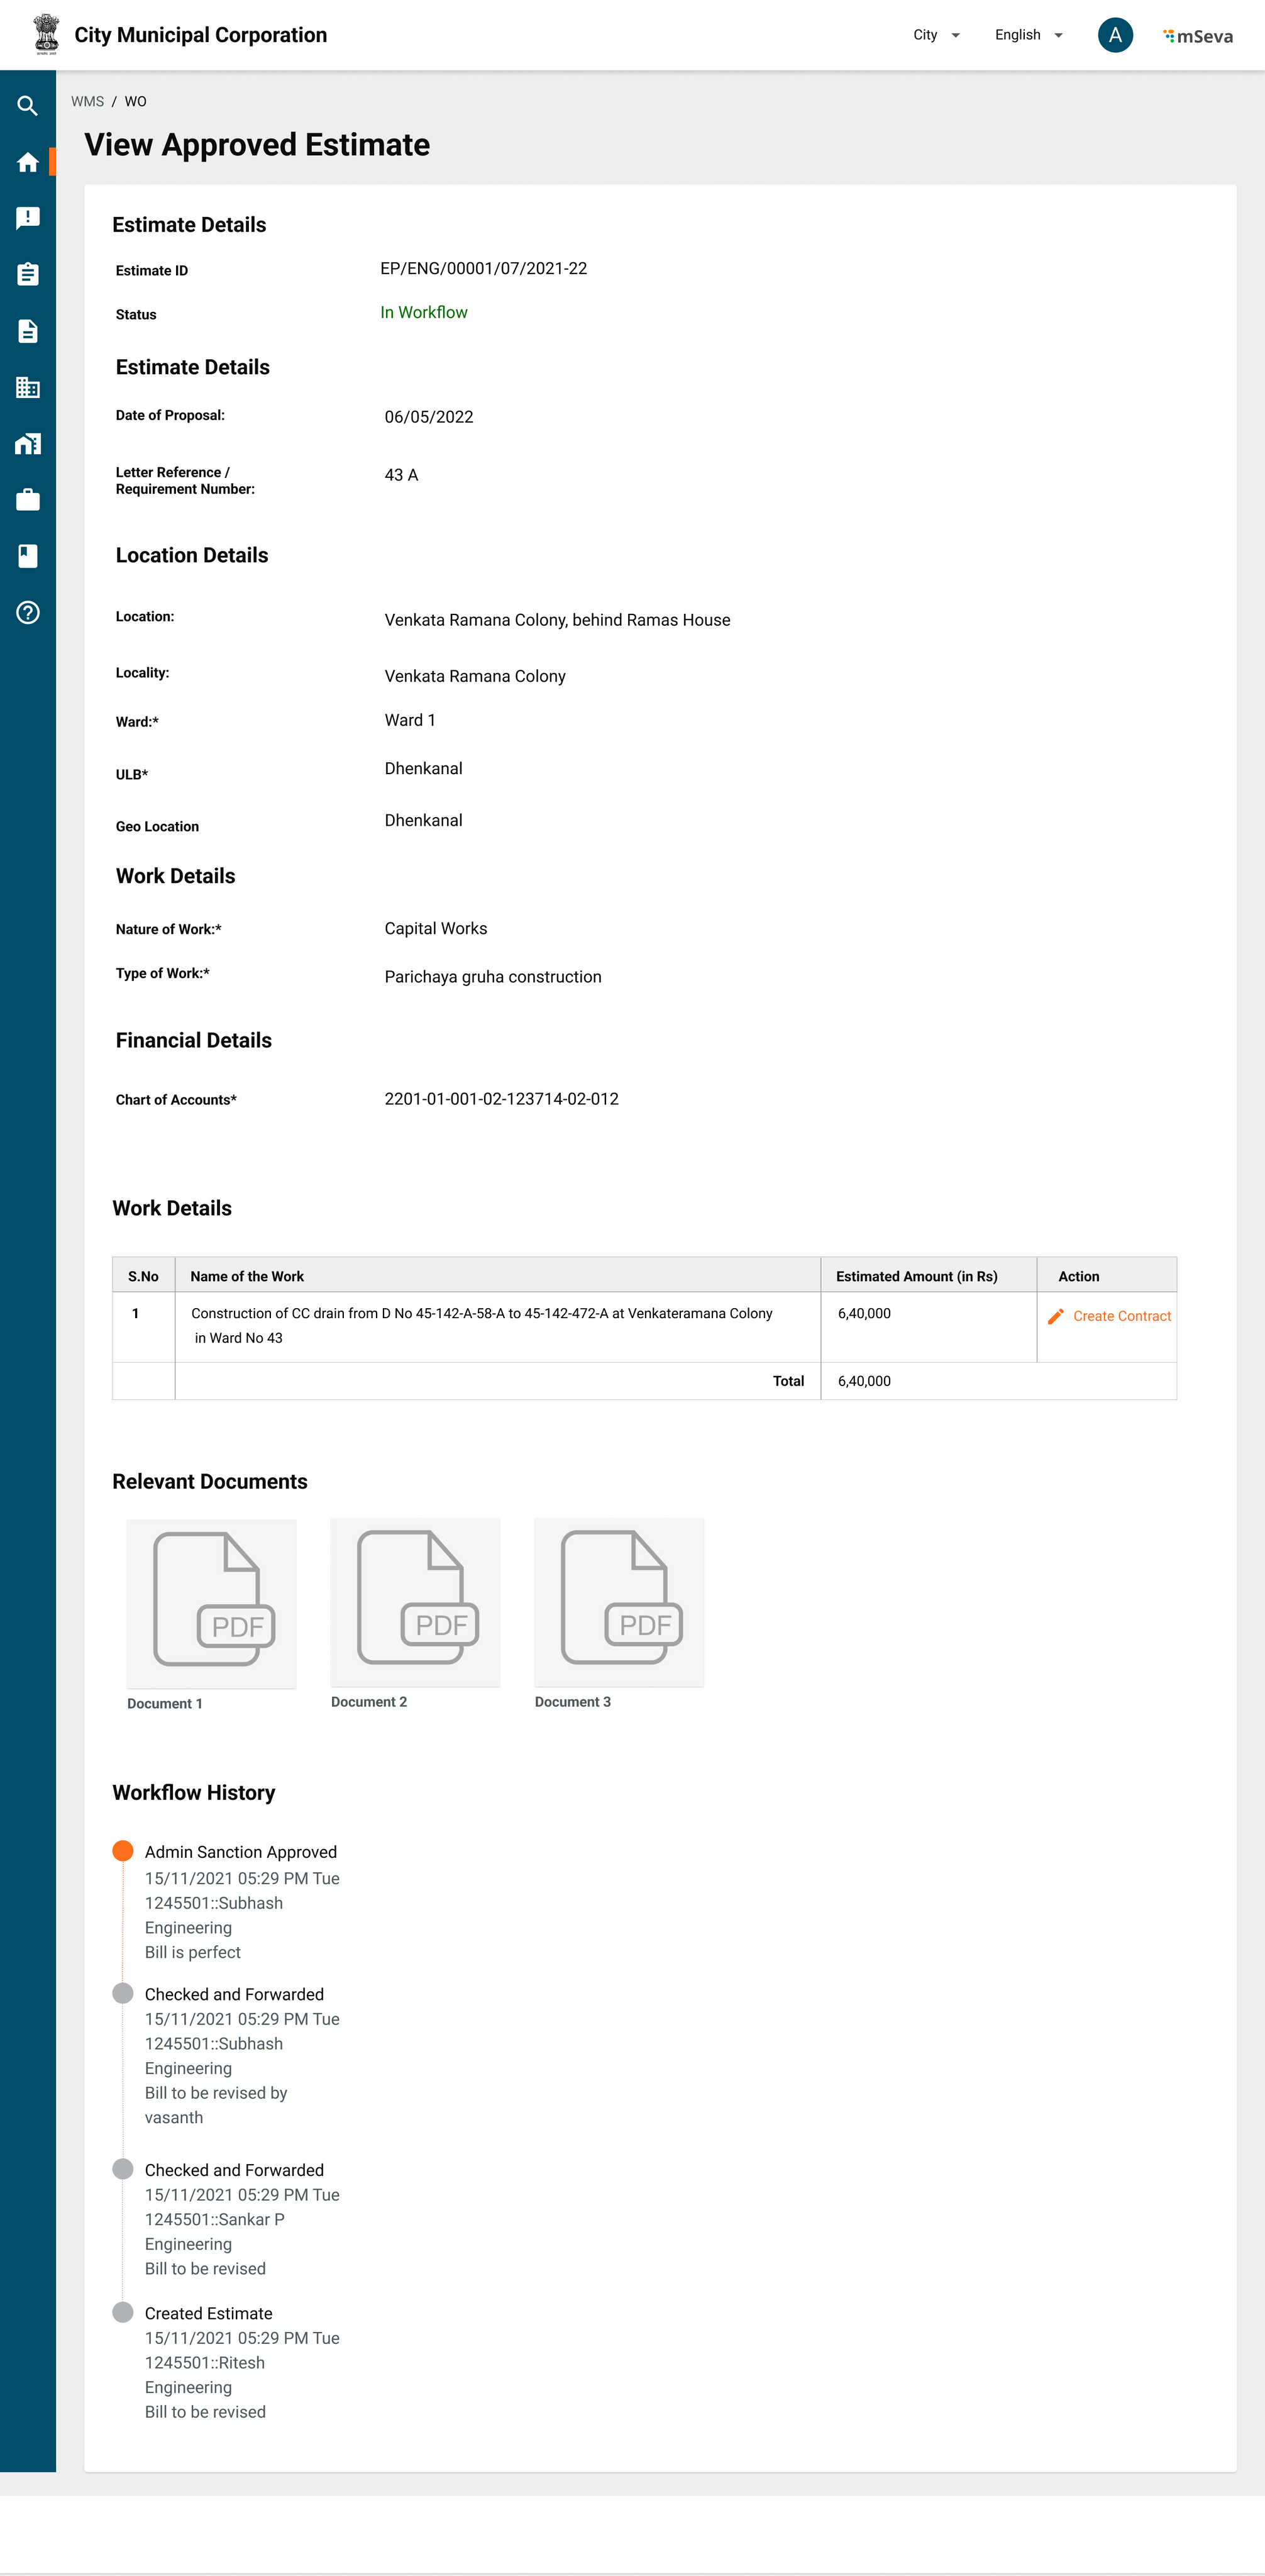 City Municipal Corporation
City
English
A
mSeva
WMS / WO
View Approved Estimate
Estimate Details
Estimate ID EP/ENG/00001/07/2021-22
Status In Workflow
Estimate Details
Date of Proposal: 06/05/2022
Letter Reference / 43 A
Requirement Number:
Location Details
Location: Venkata Ramana Colony, behind Ramas House
Locality: Venkata Ramana Colony
Ward:* Ward 1
ULB* Dhenkanal
Geo Location Dhenkanal
Work Details
Nature of Work:* Capital Works
Type of Work:* Parichaya gruha construction
Financial Details
Chart of Accounts* 2201-01-001-02-123714-02-012
Work Details
S.No Name of the Work Estimated Amount (in Rs) Action
1 Construction of CC drain from D No 45-142-A-58-A to 45-142-472-A at Venkateramana Colony 6,40,000 Create Contract
in Ward No 43
Total 6,40,000
Relevant Documents
PDF PDF PDF
Document 1 Document 2 Document 3
Workflow History
Admin Sanction Approved
15/11/2021 05:29 PM Tue
1245501::Subhash
Engineering
Bill is perfect
Checked and Forwarded
15/11/2021 05:29 PM Tue
1245501::Subhash
Engineering
Bill to be revised by
vasanth
Checked and Forwarded
15/11/2021 05:29 PM Tue
1245501::Sankar P
Engineering
Bill to be revised
Created Estimate
15/11/2021 05:29 PM Tue
1245501::Ritesh
Engineering
Bill to be revised